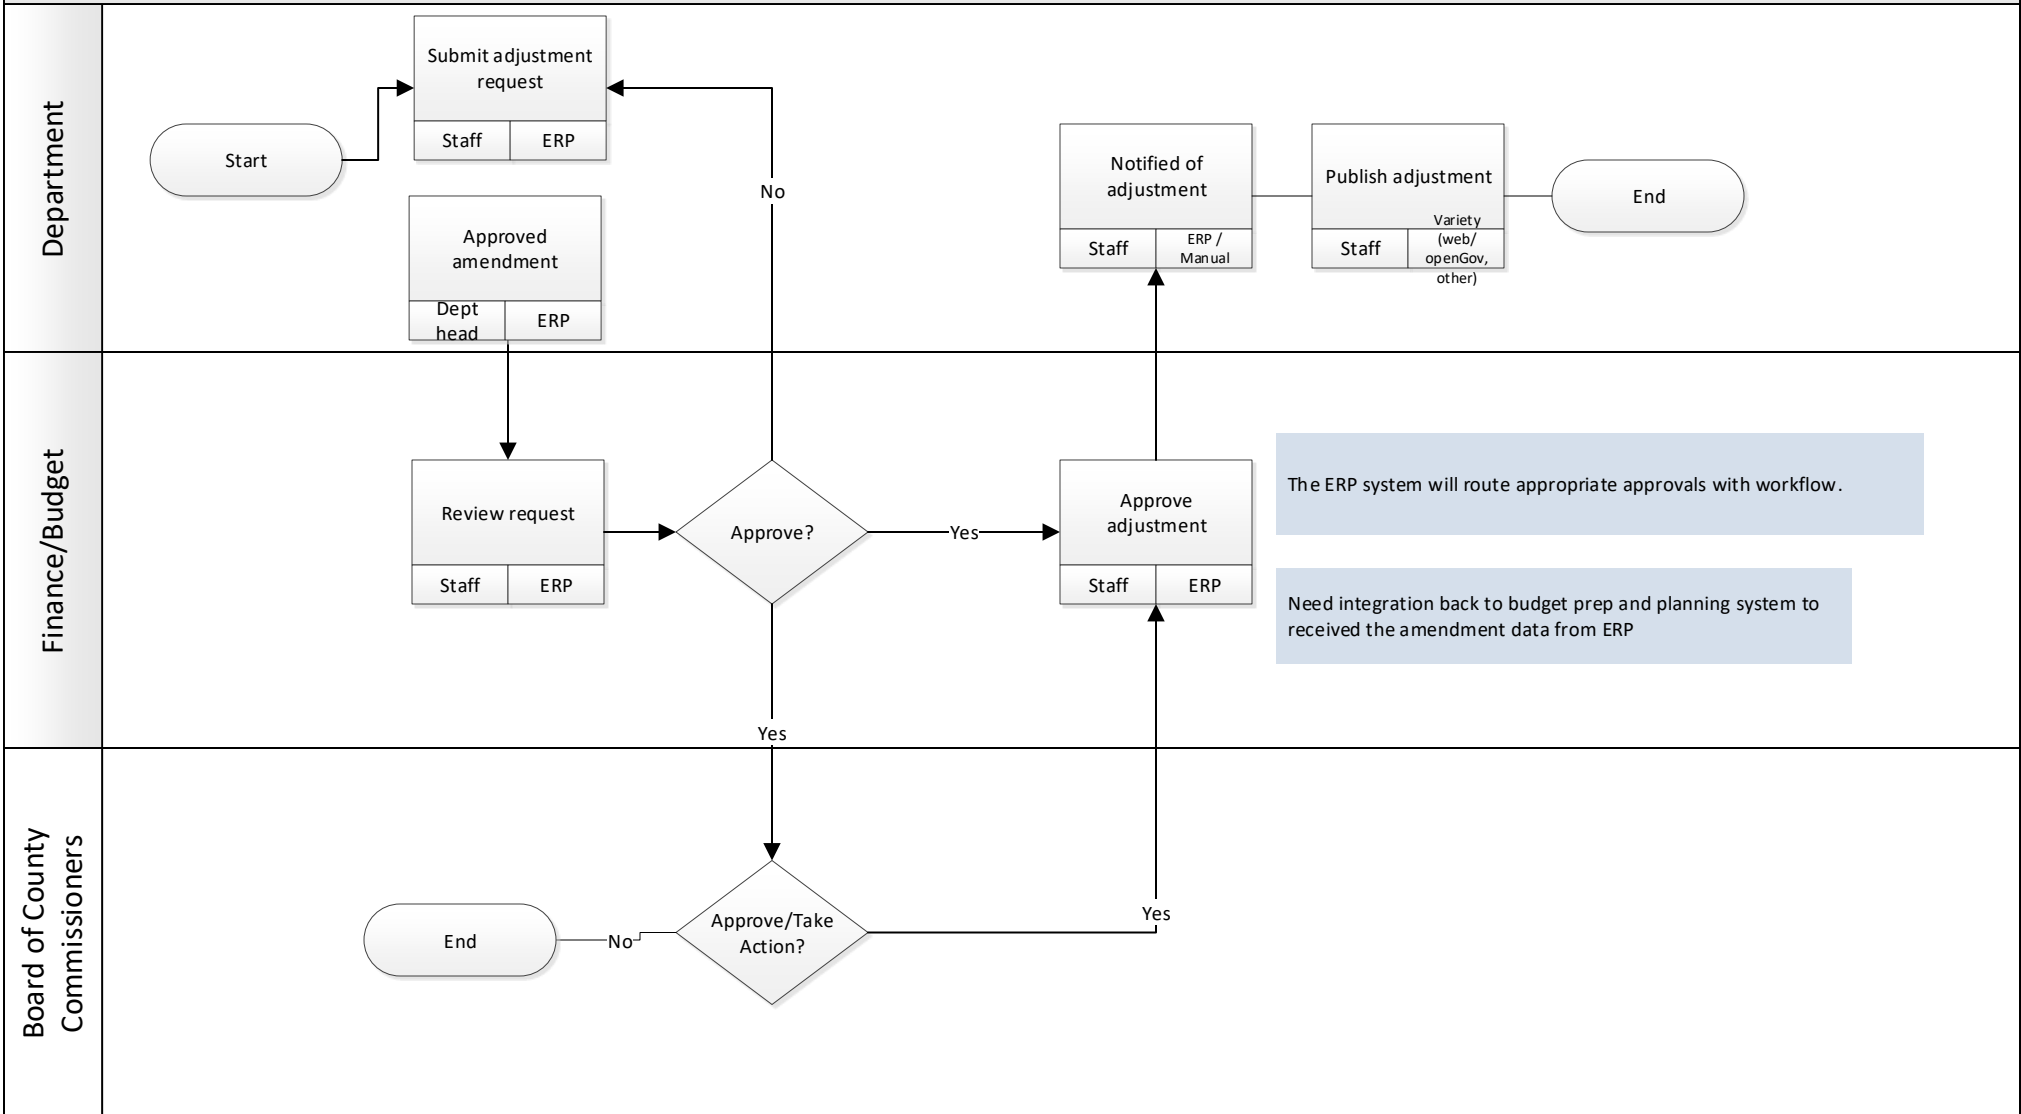 Department
Start
Submit adjustment
request
Staff
ERP
Approved
amendment
Dept
head
ERP
No
Notified of
adjustment
Staff
ERP /
Manual
Publish adjustment
Staff
Variety
(web/
openGov,
other)
End
Finance/Budget
Review request
Staff
ERP
Approve?
Yes
Approve
adjustment
Staff
ERP
The ERP system will route appropriate approvals with workflow.
Need integration back to budget prep and planning system to
received the amendment data from ERP
Yes
Board of County
Commissioners
End
No
Approve/Take
Action?
Yes